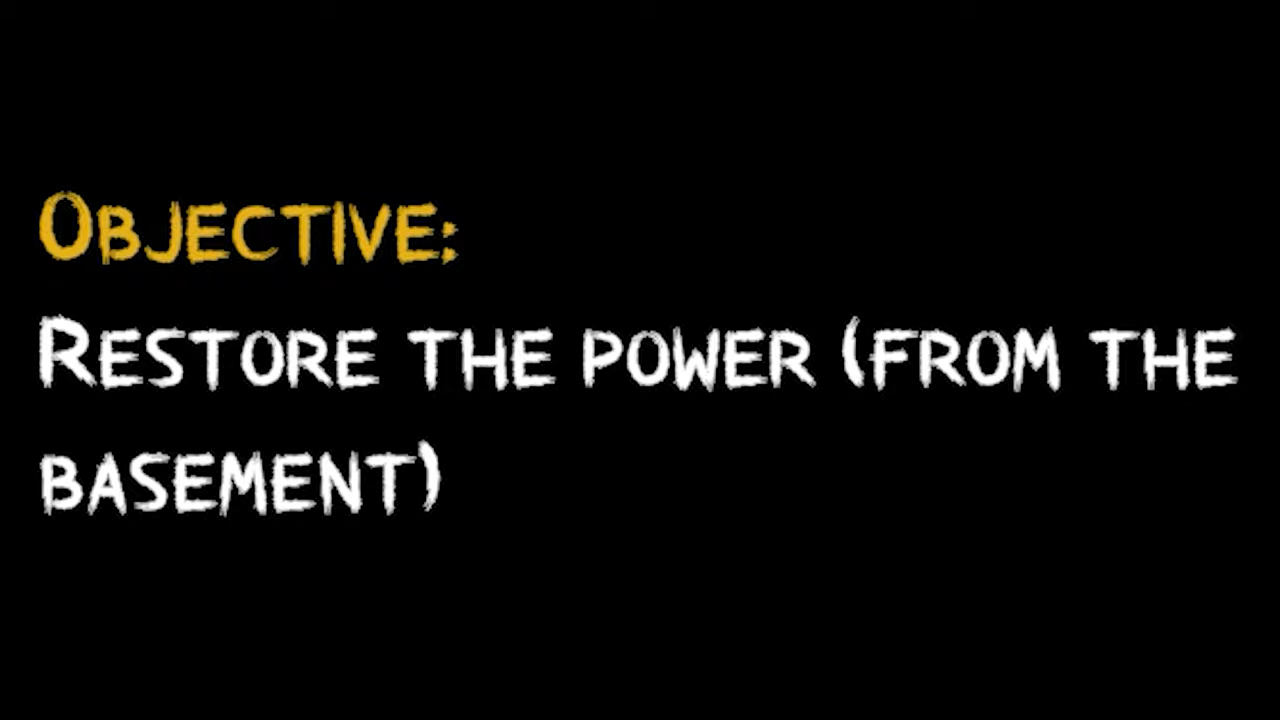 Objective:
Restore the power (from the
basement)